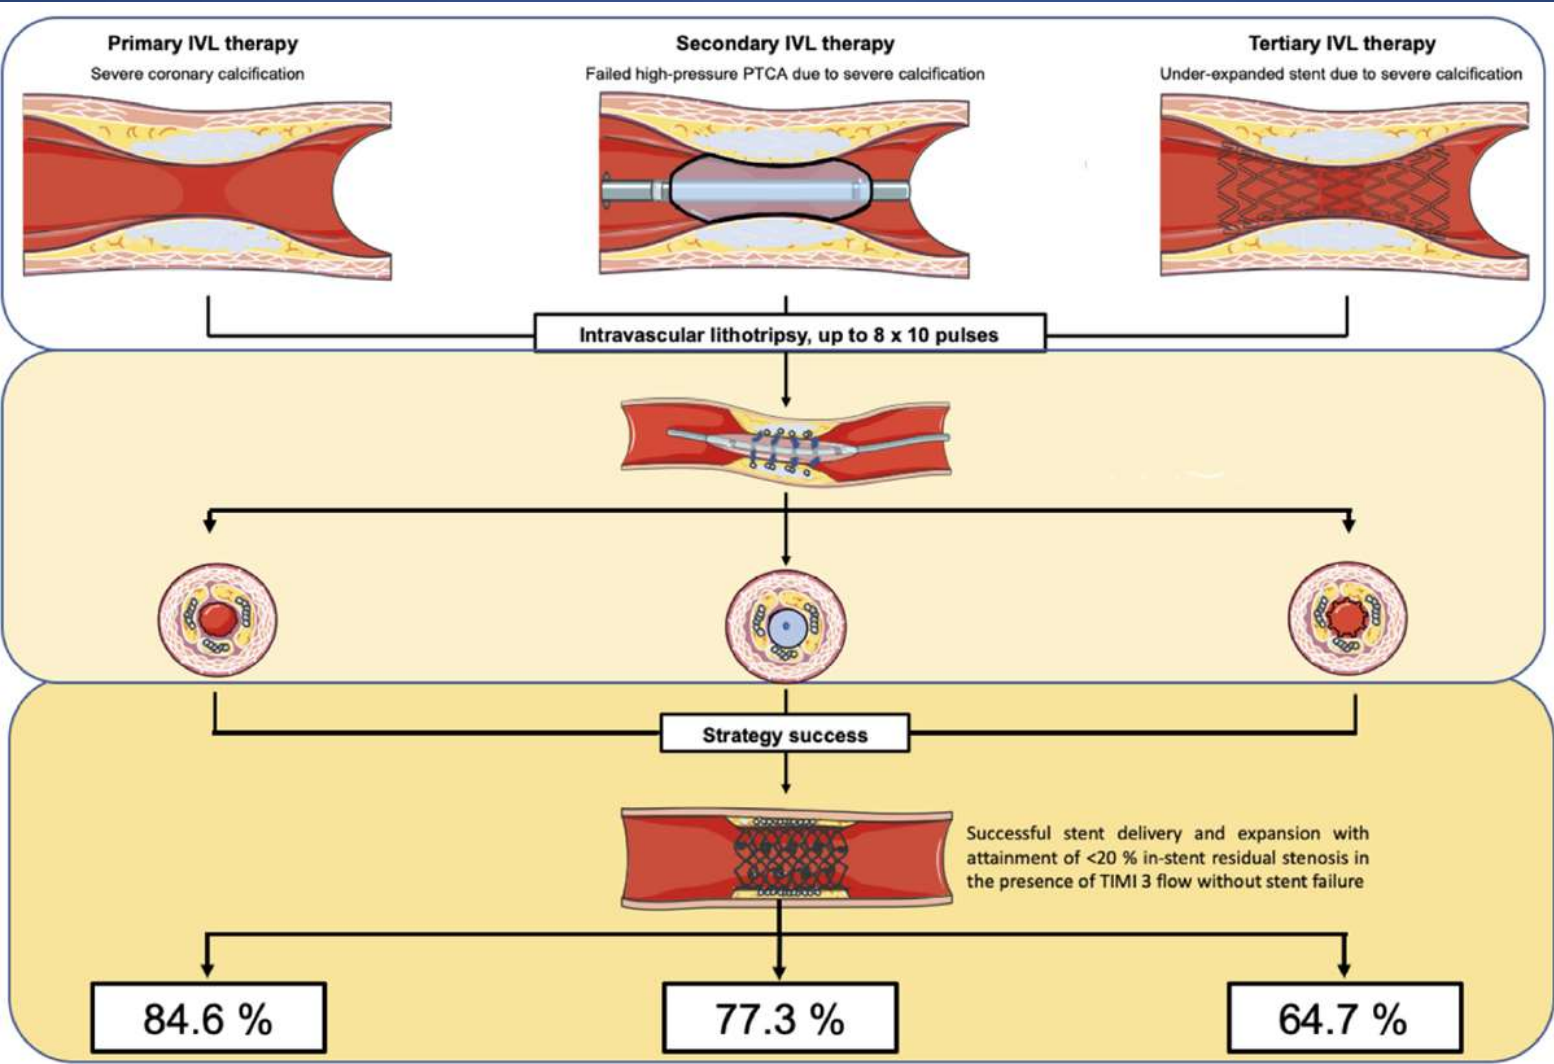 Primary IVL therapy
Severe coronary calcification
Secondary IVL therapy
Failed high-pressure PTCA due to severe calcification
Tertiary IVL therapy
Under-expanded stent due to severe calcification
Intravascular lithotripsy, up to 8 x 10 pulses
Strategy success
Successful stent delivery and expansion with
attainment of <20 % in-stent residual stenosis in
the presence of TIMI 3 flow without stent failure
84.6 %
77.3 %
64.7 %